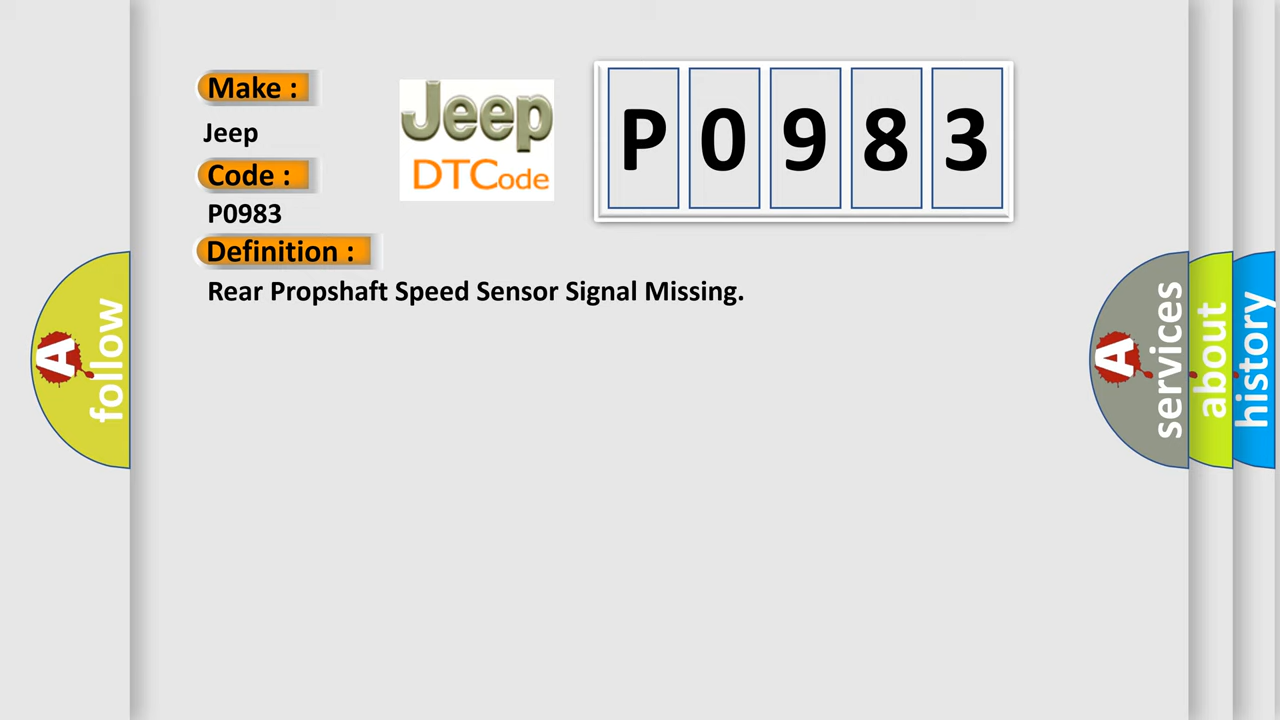 Make :
Jeep
Code :
P0983
Definition :
Rear Propshaft Speed Sensor Signal Missing.
Jeep
DTCode
P 0 9 8 3
A follow
A services
about
history